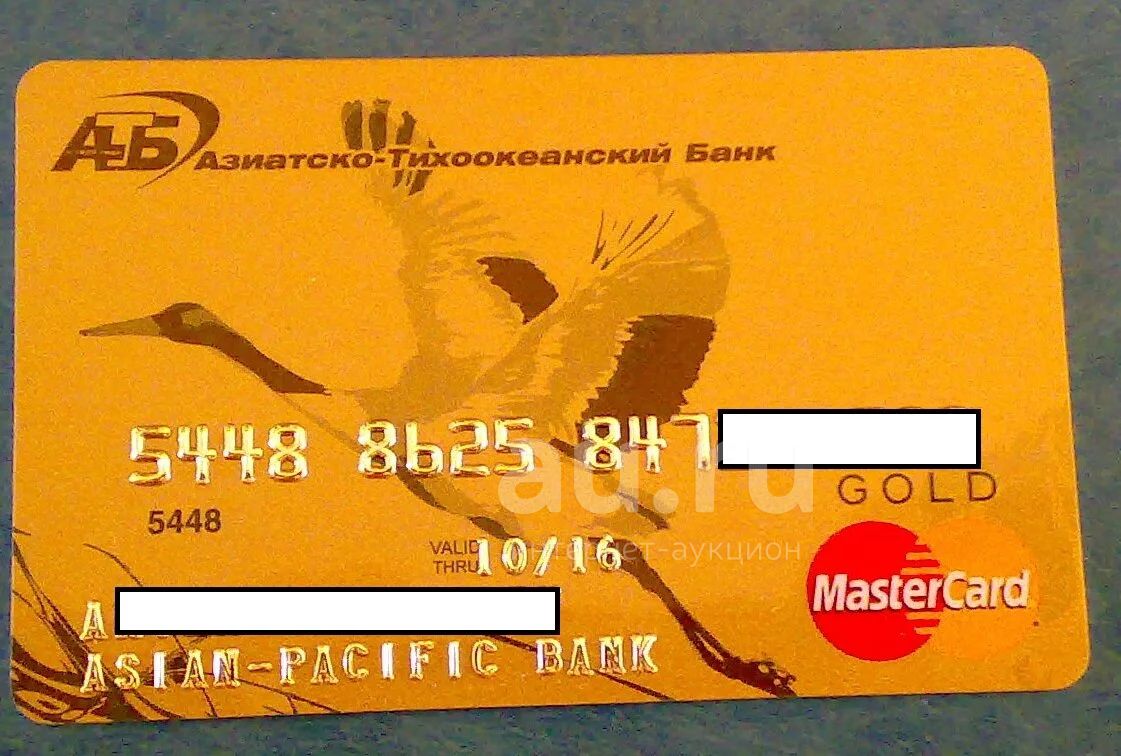 АТБ Азиатско-Тихоокеанский Банк
5448 8625 847
GOLD
5448
VALID THRU 10/16
MasterCard
ASIAN-PACIFIC BANK
au.ru
интернет-аукцион